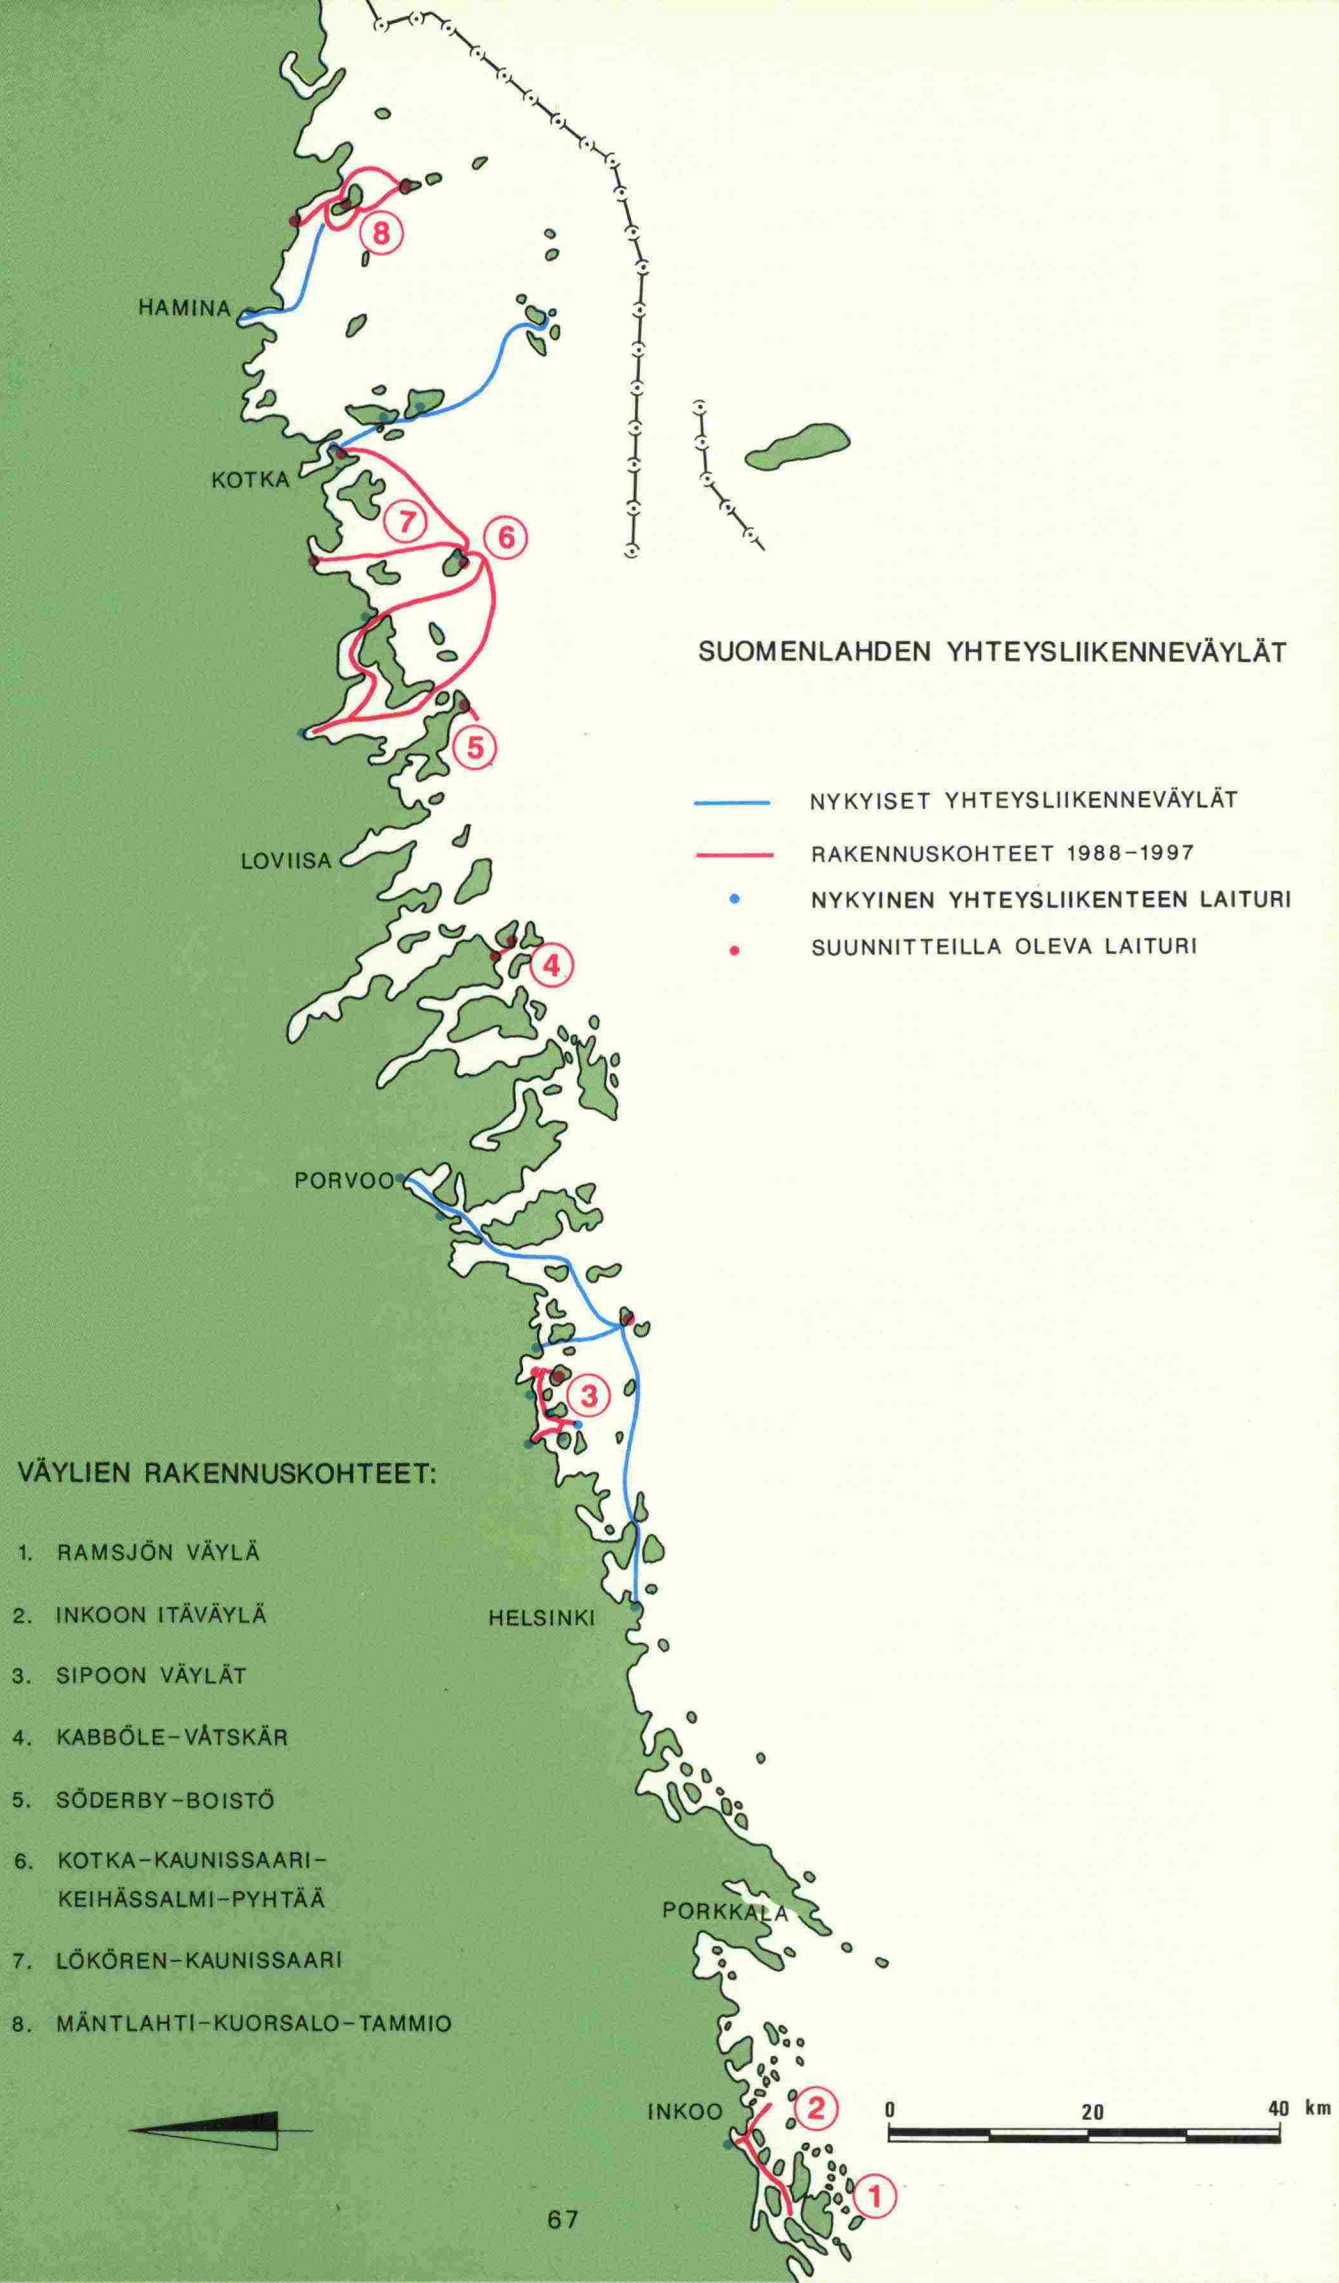 8
HAMINA
KOTKA
7
6
SUOMENLAHDEN YHTEYSLIIKENNEVÄYLÄT
5
NYKYISET YHTEYSLIIKENNEVÄYLÄT
RAKENNUSKOHTEET 1988-1997
NYKYINEN YHTEYSLIIKENTEEN LAITURI
SUUNNITTEILLA OLEVA LAITURI
LOVIISA
4
PORVOO
3
VÄYLIEN RAKENNUSKOHTEET:
1. RAMSJÖN VÄYLÄ
2. INKOON ITÄVÄYLÄ
3. SIPOON VÄYLÄT
4. KABBÖLE-VÅTSKÄR
5. SÖDERBY-BOISTÖ
6. KOTKA-KAUNISSAARI-
KEIHÄSSALMI-PYHTÄÄ
7. LÖKÖREN-KAUNISSAARI
8. MÄNTLAHTI-KUORSALO-TAMMIO
HELSINKI
PORKKALA
INKOO
2
0 20 40 km
1
67